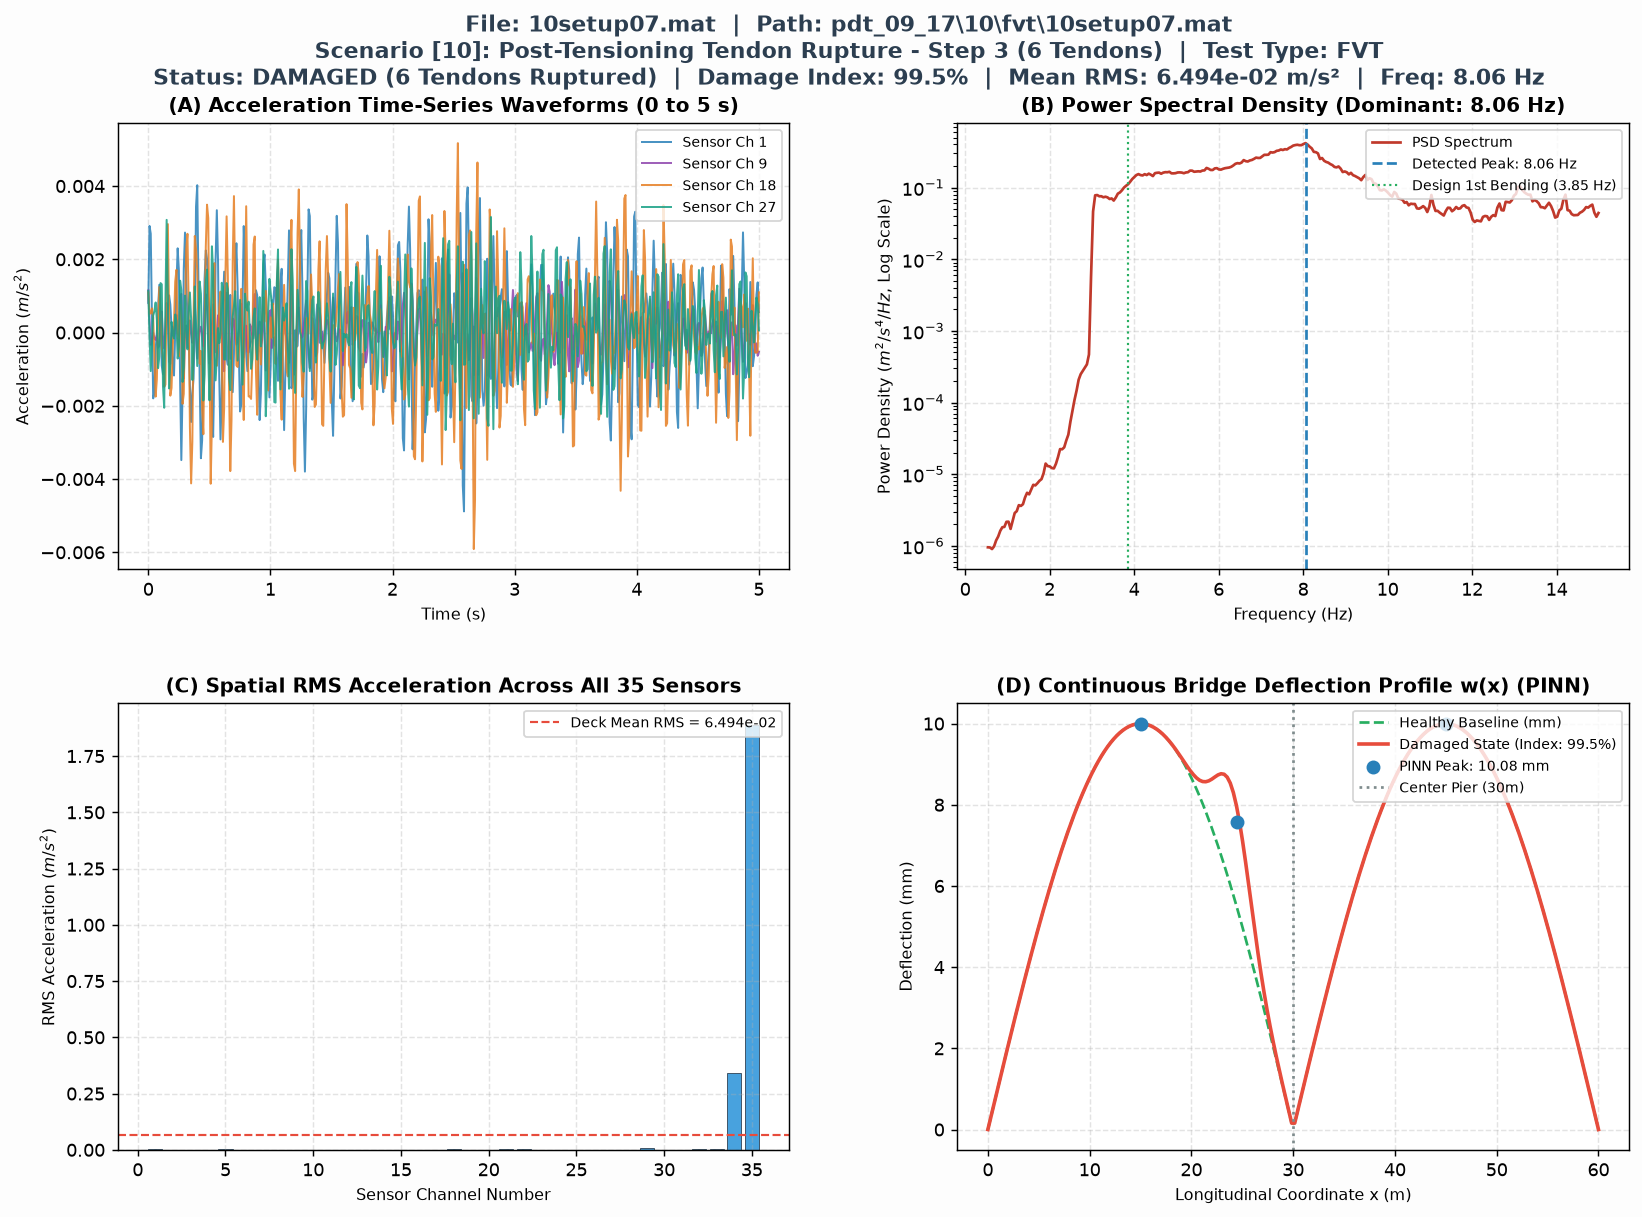 File: 10setup07.mat | Path: pdt_09_17\10\fvt\10setup07.mat
Scenario [10]: Post-Tensioning Tendon Rupture - Step 3 (6 Tendons) | Test Type: FVT
Status: DAMAGED (6 Tendons Ruptured) | Damage Index: 99.5% | Mean RMS: 6.494e-02 m/s² | Freq: 8.06 Hz
(A) Acceleration Time-Series Waveforms (0 to 5 s)
Sensor Ch 1
Sensor Ch 9
Sensor Ch 18
Sensor Ch 27
0.004
0.002
0.000
−0.002
−0.004
−0.006
Acceleration (m/s²)
0 1 2 3 4 5
Time (s)
(B) Power Spectral Density (Dominant: 8.06 Hz)
PSD Spectrum
Detected Peak: 8.06 Hz
Design 1st Bending (3.85 Hz)
10⁻¹
10⁻²
10⁻³
10⁻⁴
10⁻⁵
10⁻⁶
Power Density (m²/s⁴/Hz, Log Scale)
0 2 4 6 8 10 12 14
Frequency (Hz)
(C) Spatial RMS Acceleration Across All 35 Sensors
Deck Mean RMS = 6.494e-02
1.75
1.50
1.25
1.00
0.75
0.50
0.25
0.00
RMS Acceleration (m/s²)
0 5 10 15 20 25 30 35
Sensor Channel Number
(D) Continuous Bridge Deflection Profile w(x) (PINN)
Healthy Baseline (mm)
Damaged State (Index: 99.5%)
PINN Peak: 10.08 mm
Center Pier (30m)
10
8
6
4
2
0
Deflection (mm)
0 10 20 30 40 50 60
Longitudinal Coordinate x (m)